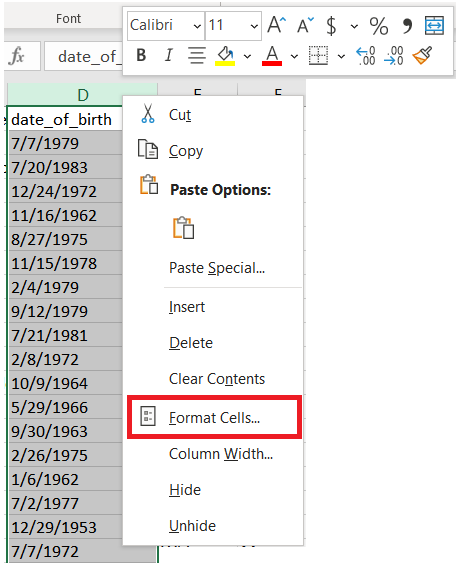 Font
Calibri 11 A A $ % ,
B I A .00 .00
fx date_of_
D E F
date_of_birth
7/7/1979
7/20/1983
12/24/1972
11/16/1962
8/27/1975
11/15/1978
2/4/1979
9/12/1979
7/21/1981
2/8/1972
10/9/1964
5/29/1966
9/30/1963
2/26/1975
1/6/1962
7/2/1977
12/29/1953
7/7/1972
Cut
Copy
Paste Options:
Paste Special...
Insert
Delete
Clear Contents
Format Cells...
Column Width...
Hide
Unhide